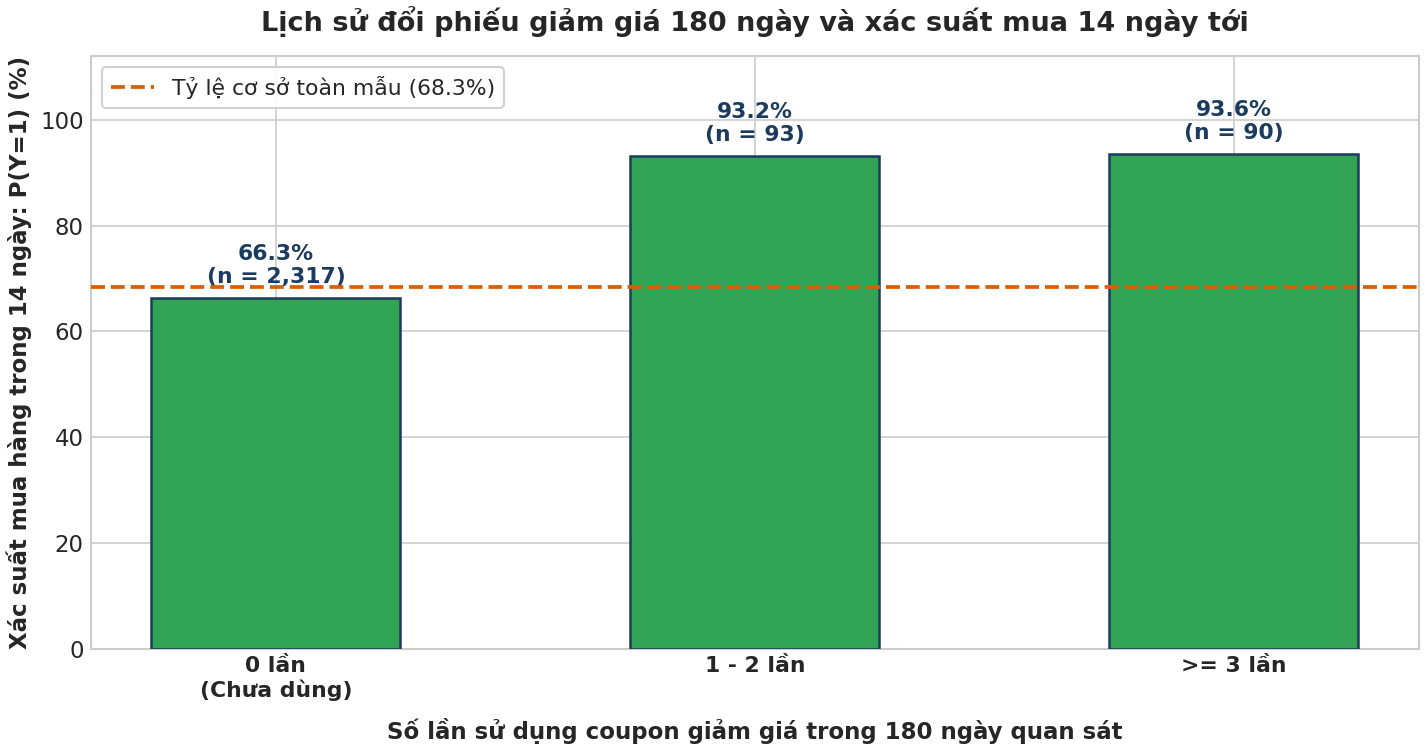 Lịch sử đổi phiếu giảm giá 180 ngày và xác suất mua 14 ngày tới
Xác suất mua hàng trong 14 ngày: P(Y=1) (%)
Tỷ lệ cơ sở toàn mẫu (68.3%)
100
80
60
40
20
0
66.3%
(n = 2,317)
93.2%
(n = 93)
93.6%
(n = 90)
0 lần
(Chưa dùng)
1 - 2 lần
>= 3 lần
Số lần sử dụng coupon giảm giá trong 180 ngày quan sát